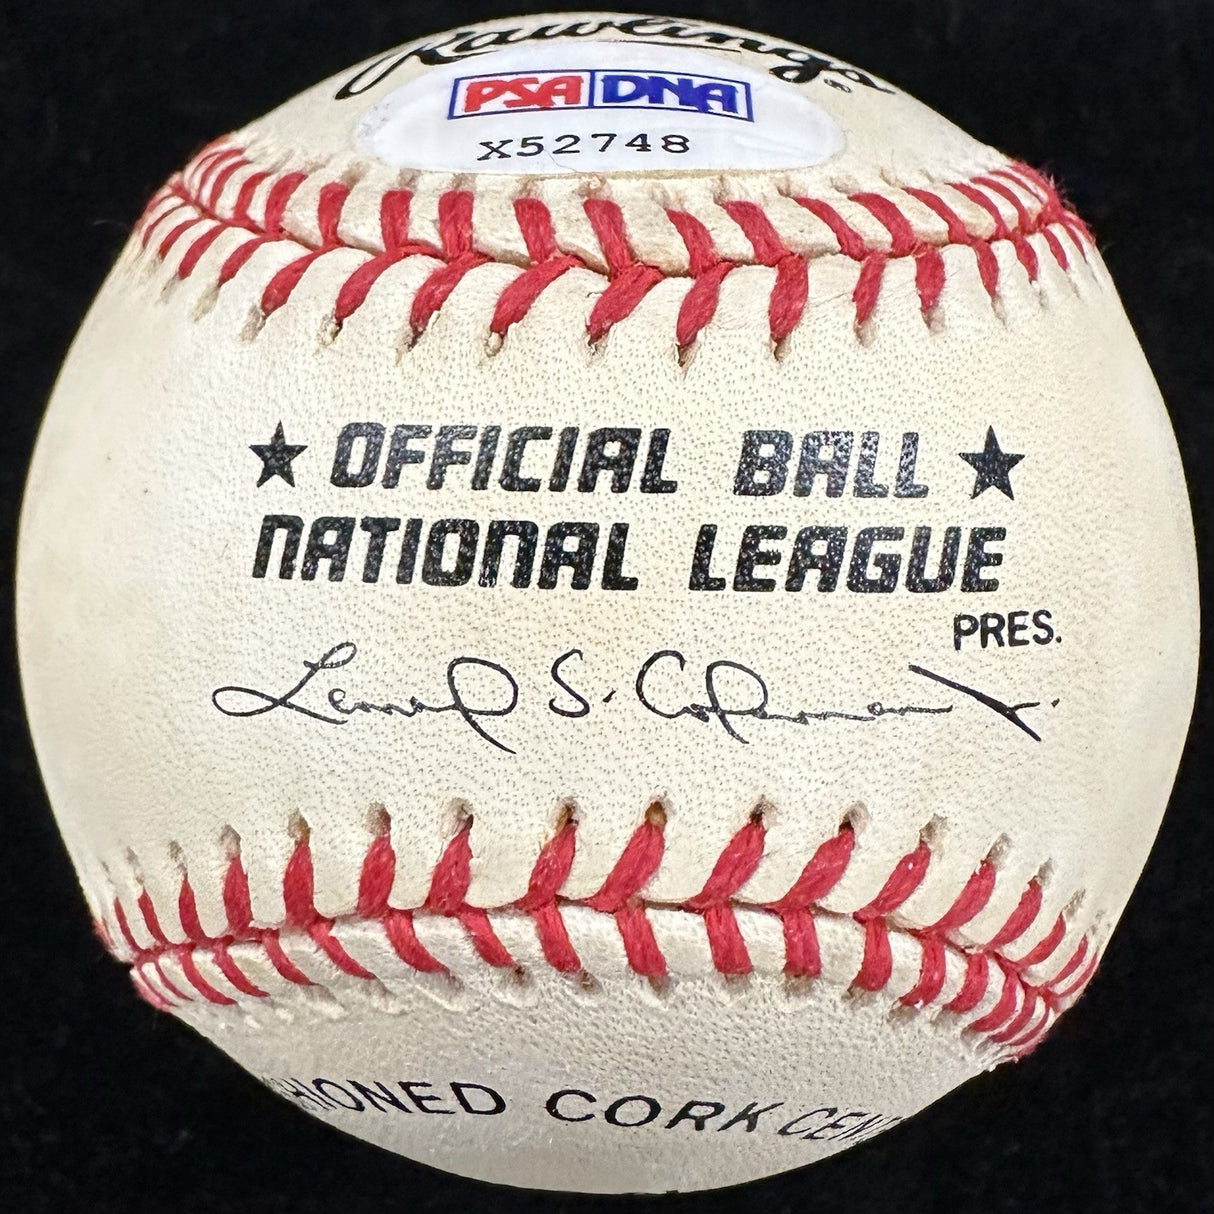 Rawlings®
PSA DNA
X52748
★ OFFICIAL BALL ★
NATIONAL LEAGUE
PRES.
Leonard S. Coleman Jr.
HIONED CORK CEN